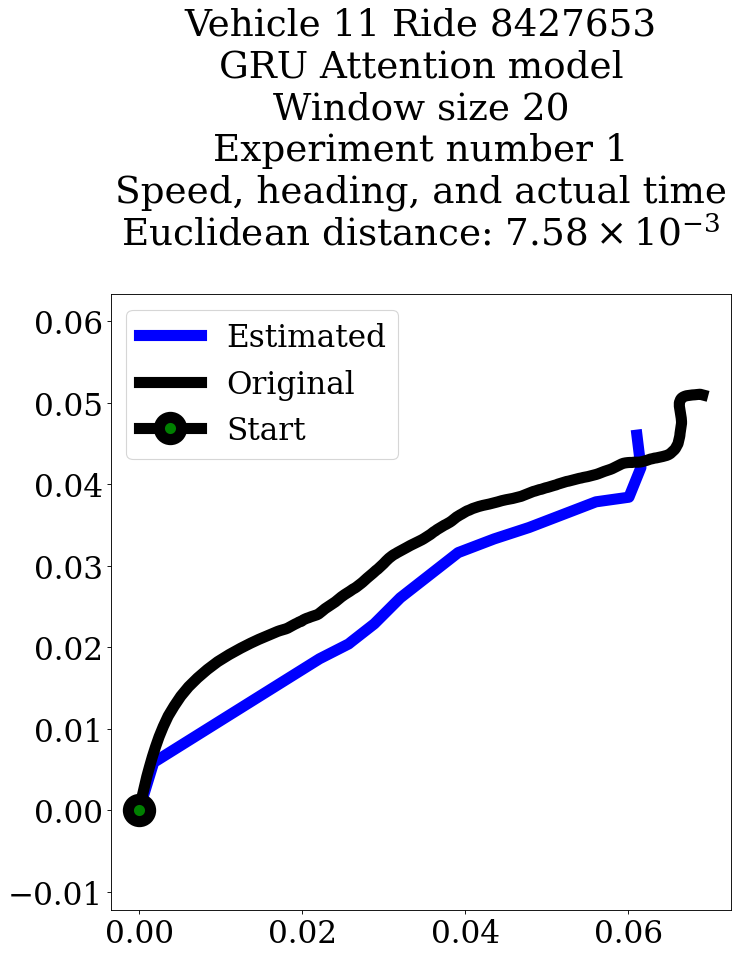 Vehicle 11 Ride 8427653
GRU Attention model
Window size 20
Experiment number 1
Speed, heading, and actual time
Euclidean distance: 7.58 × 10⁻³
0.06
0.05
0.04
0.03
0.02
0.01
0.00
−0.01
Estimated
Original
Start
0.00 0.02 0.04 0.06